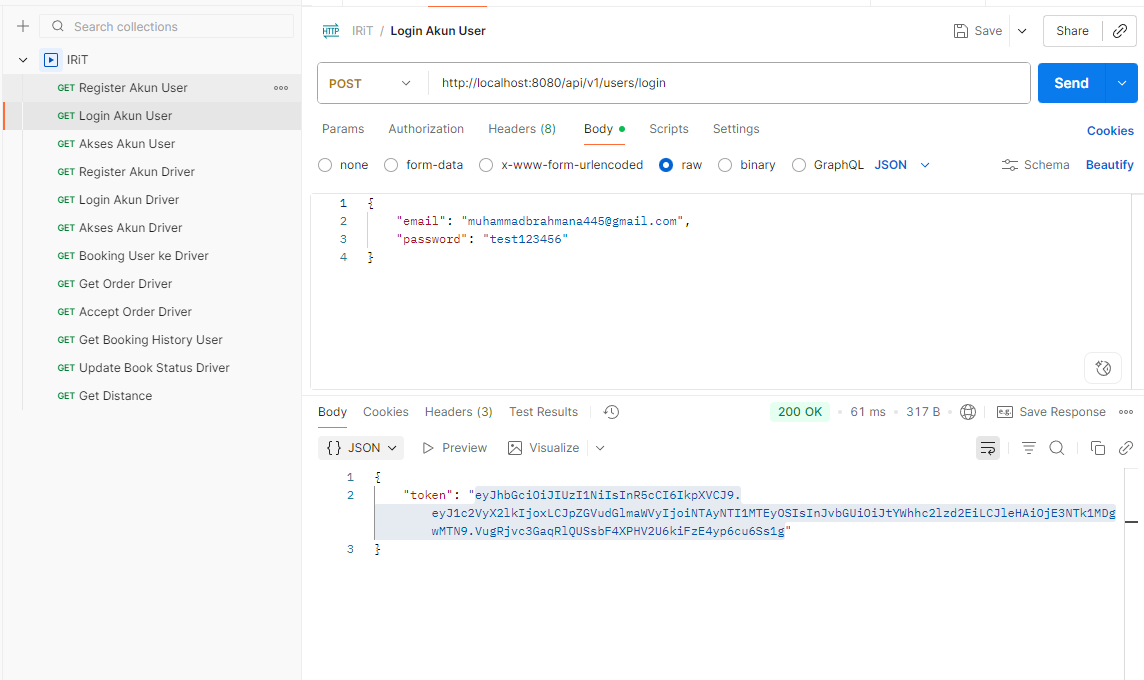 Search collections
IRiT
GET Register Akun User
GET Login Akun User
GET Akses Akun User
GET Register Akun Driver
GET Login Akun Driver
GET Akses Akun Driver
GET Booking User ke Driver
GET Get Order Driver
GET Accept Order Driver
GET Get Booking History User
GET Update Book Status Driver
GET Get Distance
HTTP IRiT / Login Akun User
Save
Share
POST http://localhost:8080/api/v1/users/login
Send
Params Authorization Headers (8) Body Scripts Settings
Cookies
none form-data x-www-form-urlencoded raw binary GraphQL JSON
Schema Beautify
1 {
2 "email": "muhammadbrahmana445@gmail.com",
3 "password": "test123456"
4 }
Body Cookies Headers (3) Test Results
200 OK • 61 ms • 317 B • e.g. Save Response
{} JSON Preview Visualize
1 {
2 "token": "eyJhbGciOiJIUzI1NiIsInR5cCI6IkpXVCJ9.
eyJ1c2VyX2lkIjoxLCJpZGVudGlmaWVyIjoiNTAyNTI1MTEyOSIsInJvbGUiOiJtYWhhc2lzd2EiLCJleHAiOjE3NTk1MDg
wMTN9.VugRjvc3GaqRlQUSsbF4XPHV2U6kiFzE4yp6cu6Ss1g"
3 }